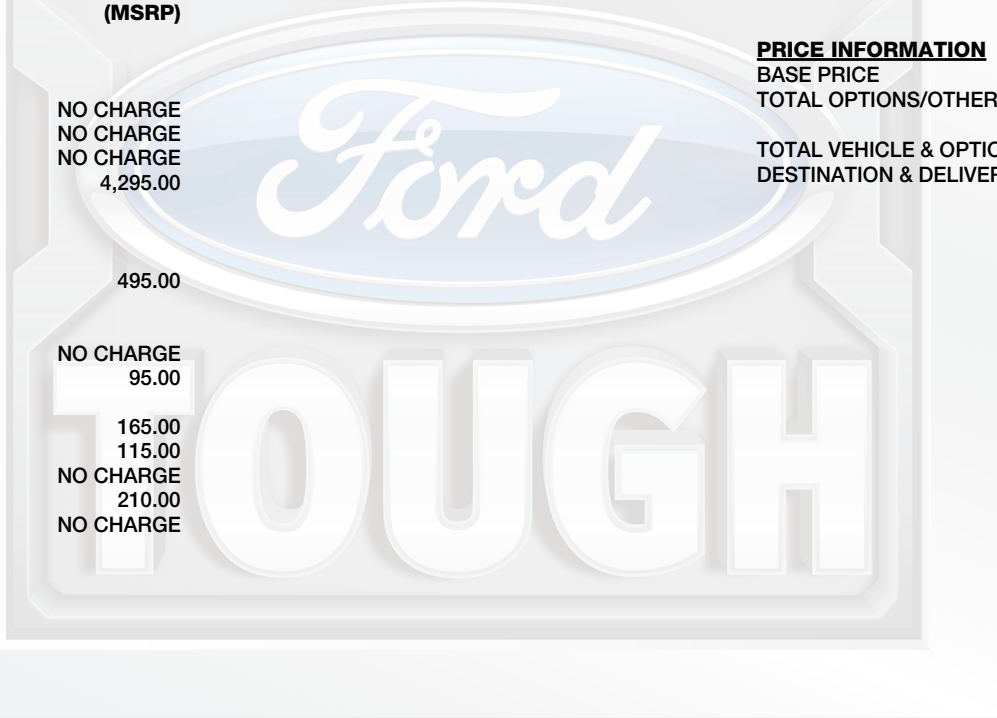 (MSRP)
NO CHARGE
NO CHARGE
NO CHARGE
4,295.00
495.00
NO CHARGE
95.00
165.00
115.00
NO CHARGE
210.00
NO CHARGE
PRICE INFORMATION
BASE PRICE
TOTAL OPTIONS/OTHER
TOTAL VEHICLE & OPTIO
DESTINATION & DELIVER
Ford
TOUGH